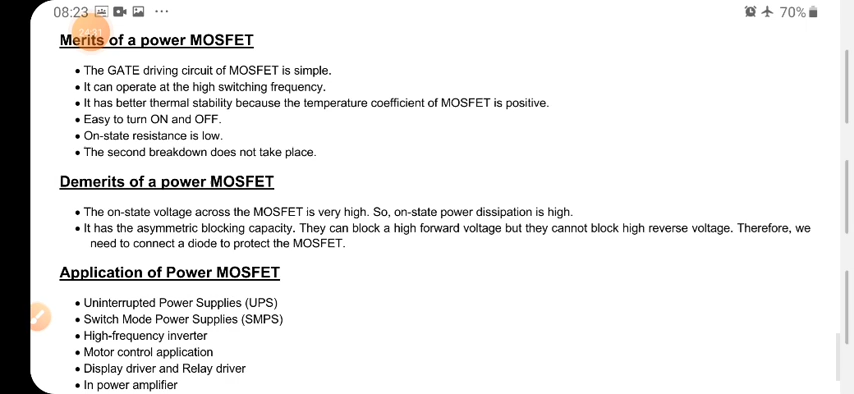 08:23 70%
24:31
Merits of a power MOSFET
• The GATE driving circuit of MOSFET is simple.
• It can operate at the high switching frequency.
• It has better thermal stability because the temperature coefficient of MOSFET is positive.
• Easy to turn ON and OFF.
• On-state resistance is low.
• The second breakdown does not take place.
Demerits of a power MOSFET
• The on-state voltage across the MOSFET is very high. So, on-state power dissipation is high.
• It has the asymmetric blocking capacity. They can block a high forward voltage but they cannot block high reverse voltage. Therefore, we
need to connect a diode to protect the MOSFET.
Application of Power MOSFET
• Uninterrupted Power Supplies (UPS)
• Switch Mode Power Supplies (SMPS)
• High-frequency inverter
• Motor control application
• Display driver and Relay driver
• In power amplifier